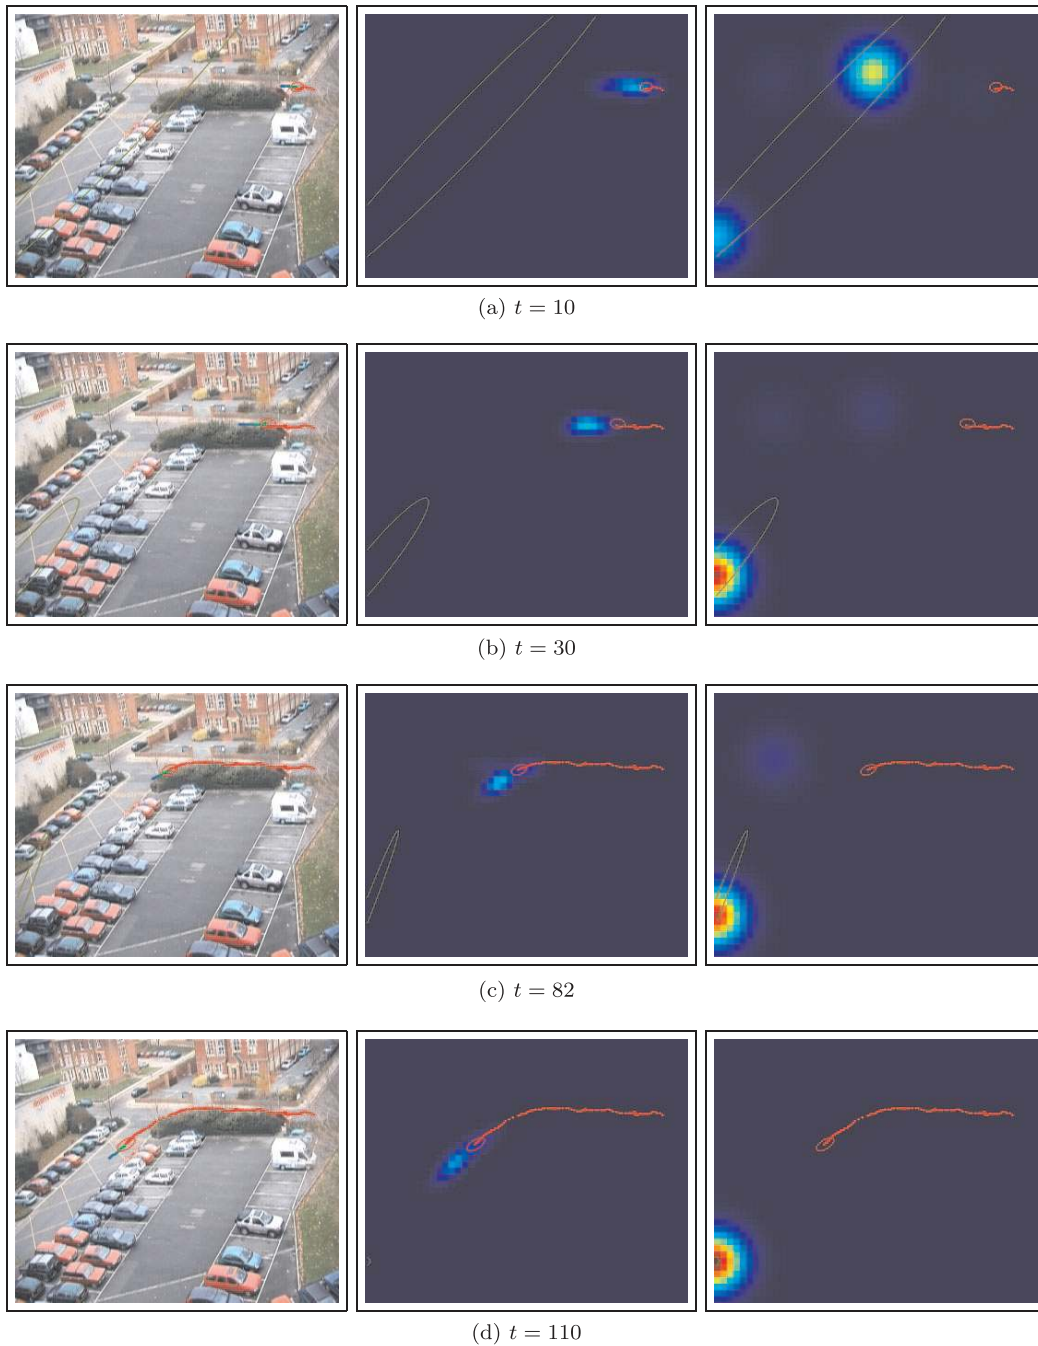 (a) t = 10
(b) t = 30
(c) t = 82
(d) t = 110